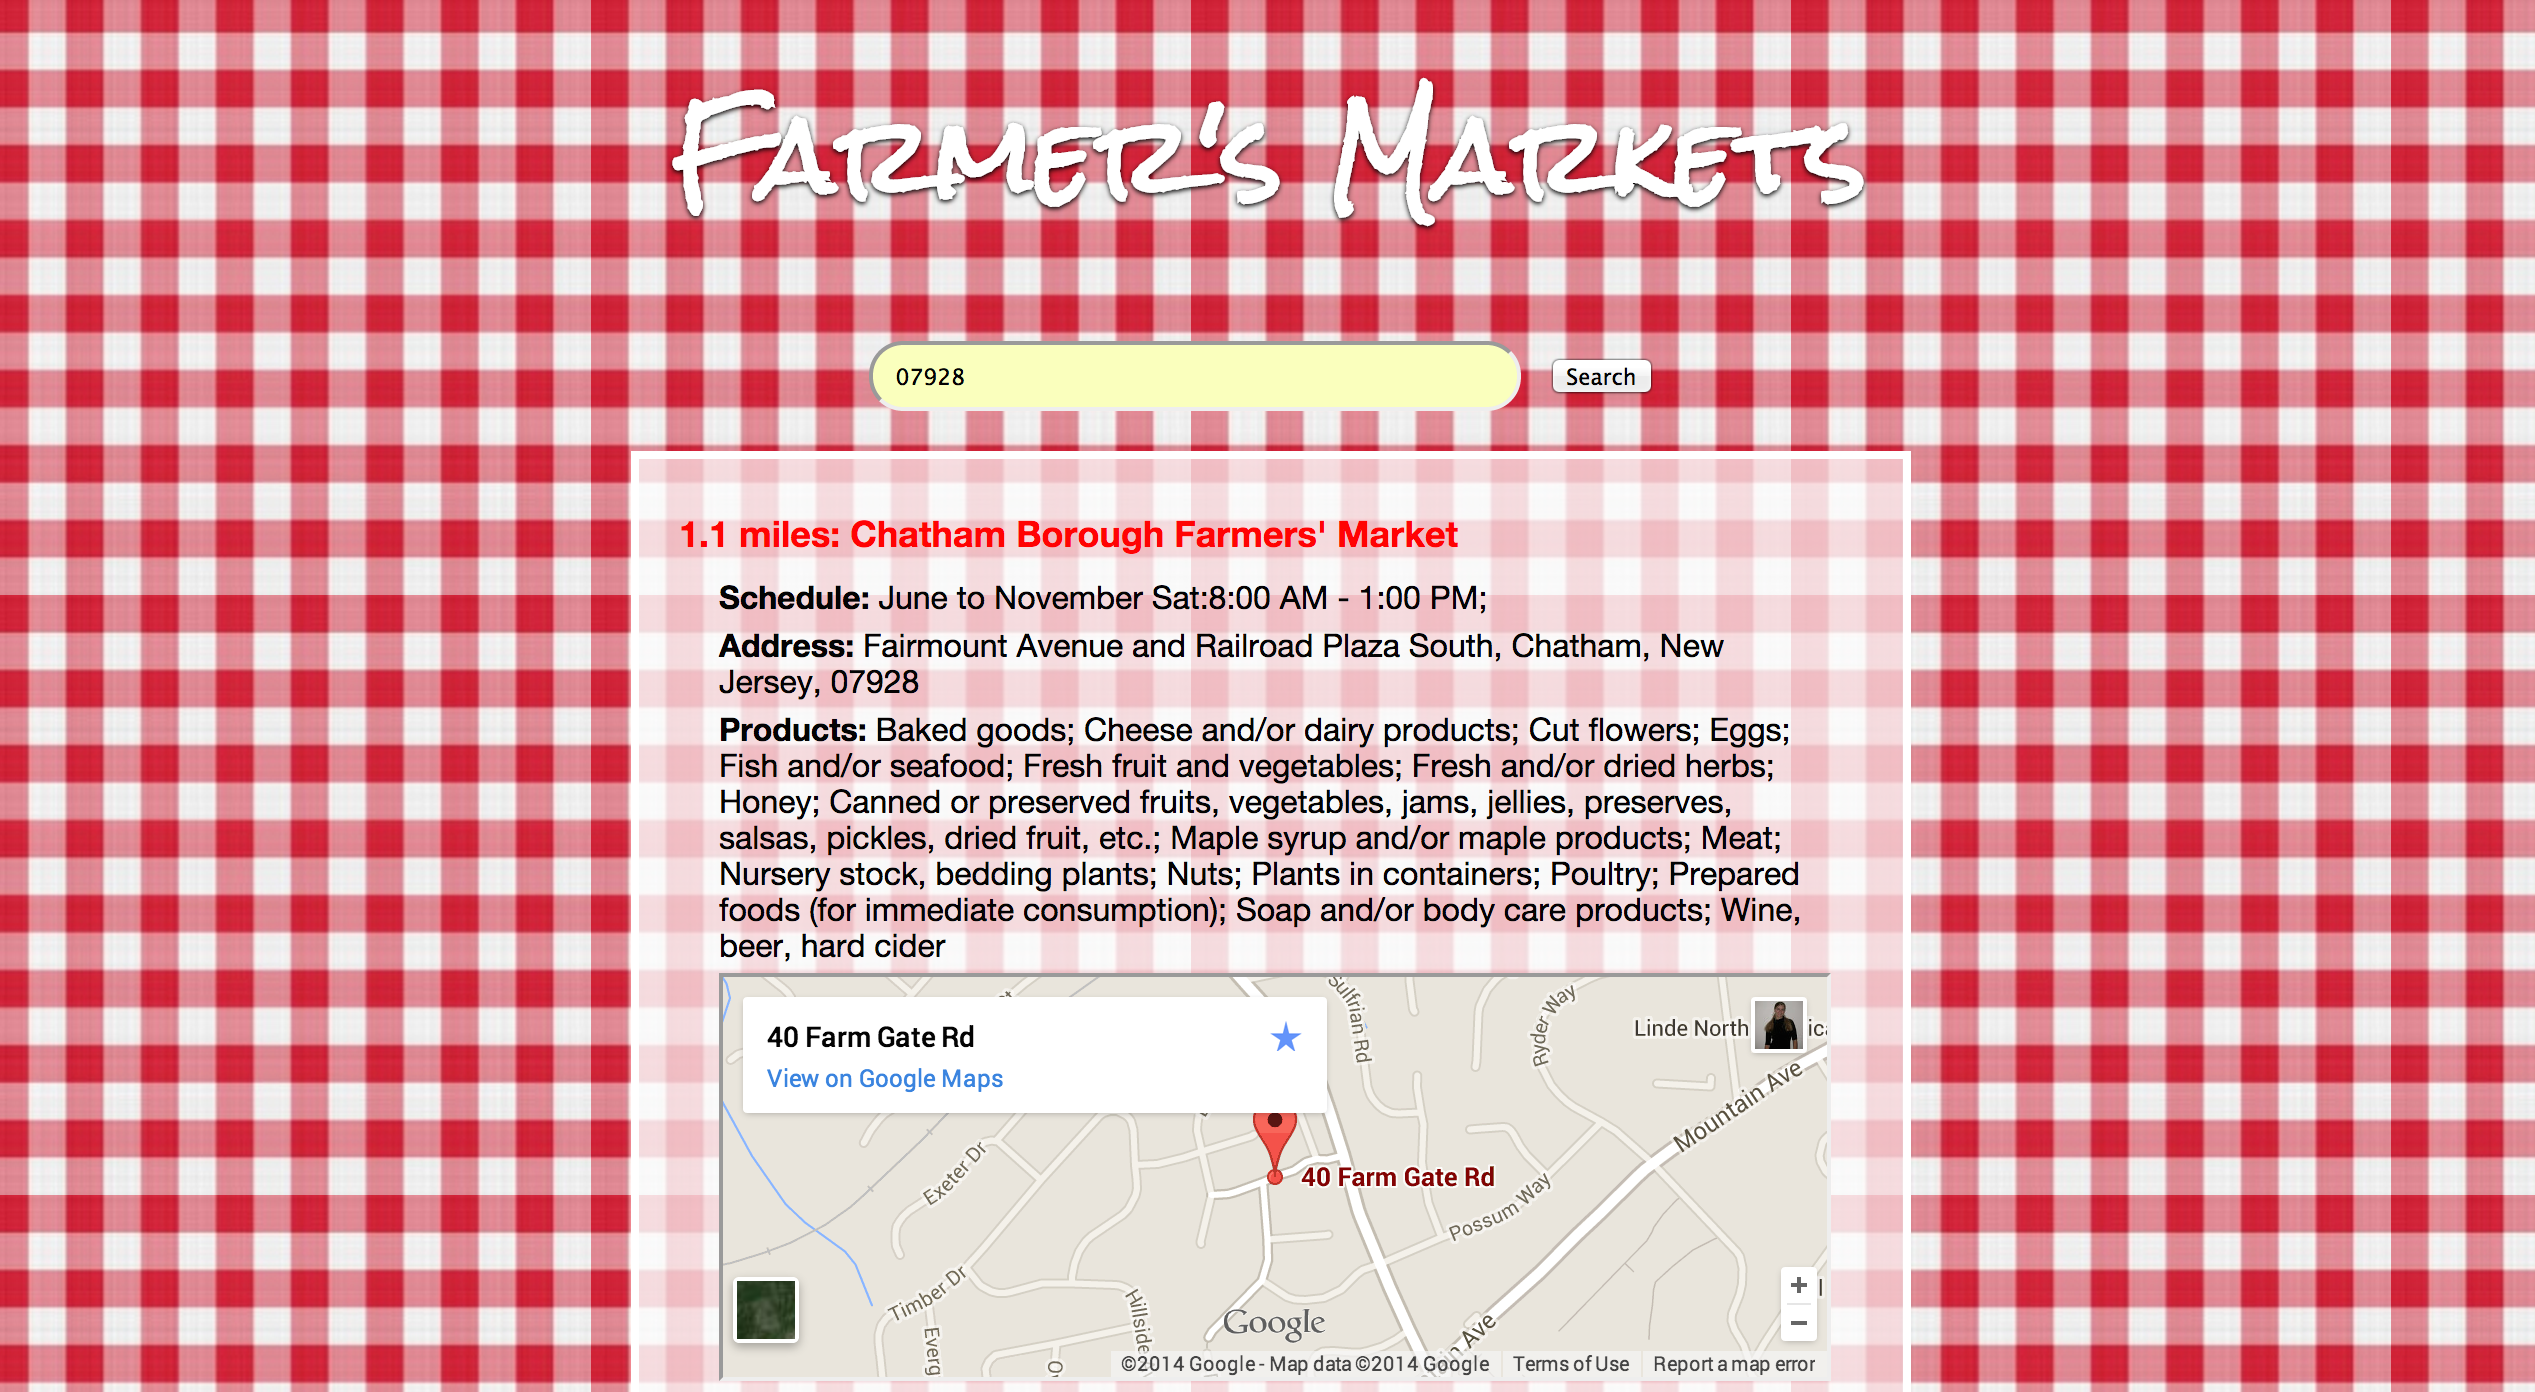 Farmer's Markets
07928
Search
1.1 miles: Chatham Borough Farmers' Market
Schedule: June to November Sat:8:00 AM - 1:00 PM;
Address: Fairmount Avenue and Railroad Plaza South, Chatham, New
Jersey, 07928
Products: Baked goods; Cheese and/or dairy products; Cut flowers; Eggs;
Fish and/or seafood; Fresh fruit and vegetables; Fresh and/or dried herbs;
Honey; Canned or preserved fruits, vegetables, jams, jellies, preserves,
salsas, pickles, dried fruit, etc.; Maple syrup and/or maple products; Meat;
Nursery stock, bedding plants; Nuts; Plants in containers; Poultry; Prepared
foods (for immediate consumption); Soap and/or body care products; Wine,
beer, hard cider
40 Farm Gate Rd
View on Google Maps
Sulfrian Rd
Ryder Way
Linde North
Mountain Ave
40 Farm Gate Rd
Exeter Dr
Possum Way
Timber Dr
Hillside
Everg
Google
Ave
©2014 Google - Map data ©2014 Google
Terms of Use
Report a map error